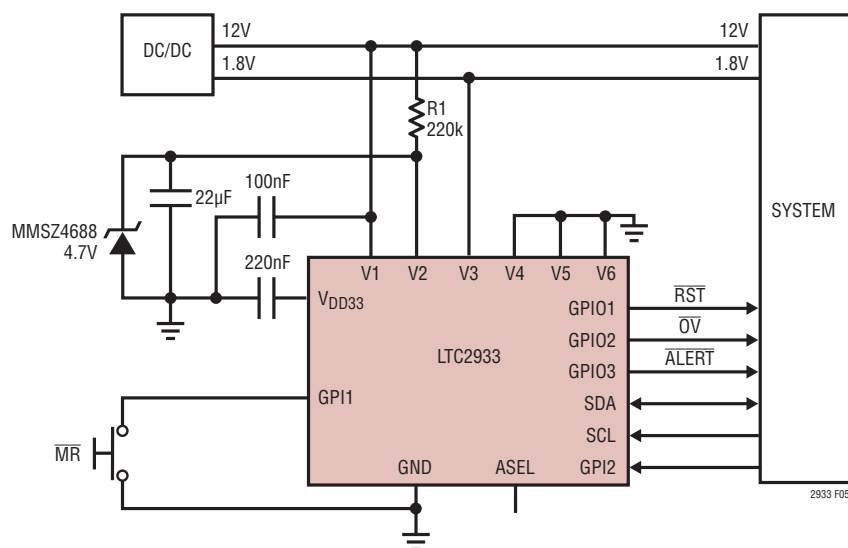 12V
12V
DC/DC
1.8V
1.8V
R1
220k
100nF
22µF
SYSTEM
MMSZ4688
4.7V
220nF
V1 V2 V3 V4 V5 V6
VDD33
GPIO1
RST
GPIO2
OV
LTC2933
GPIO3
ALERT
GPI1
SDA
SCL
MR
GND
ASEL
GPI2
2933 F05